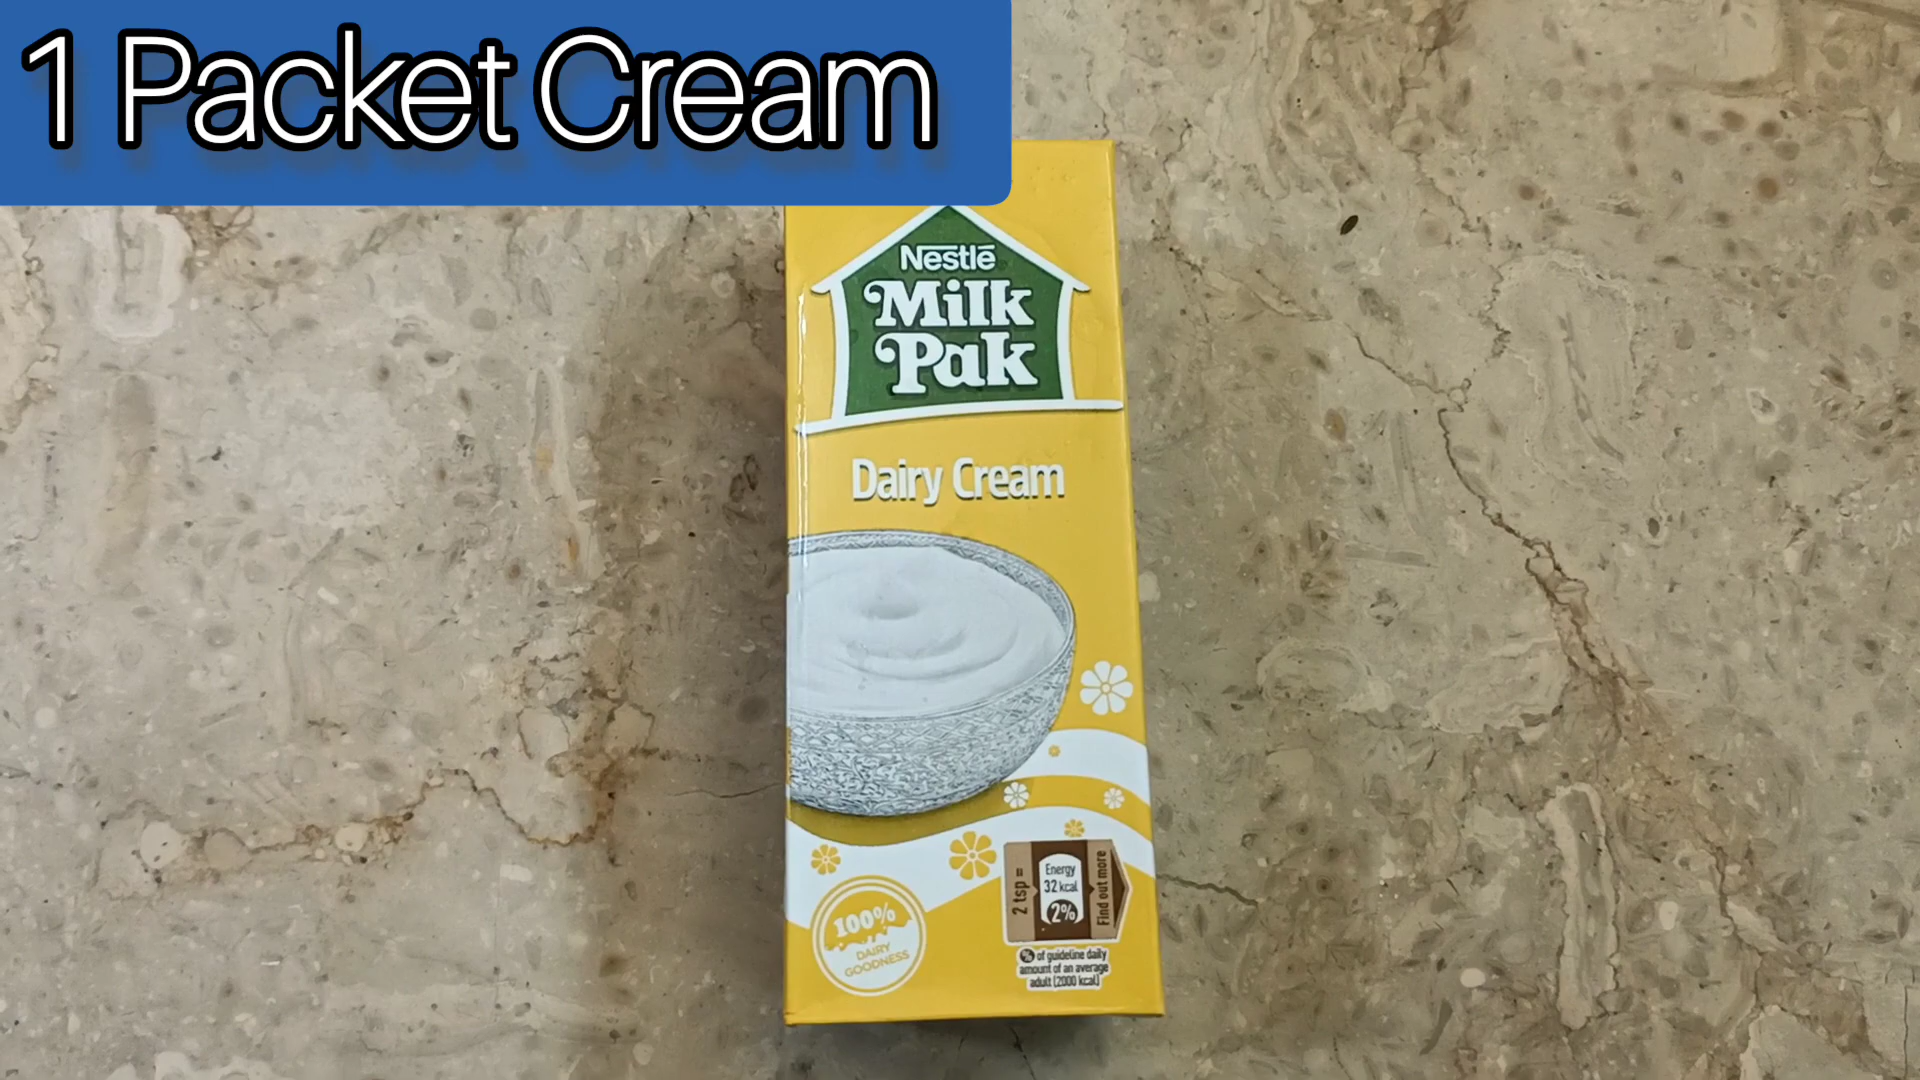 1 Packet Cream
Nestlé
Milk
Pak
Dairy Cream
2 tsp =
Energy
32 kcal
2%
Find out more
% of guideline daily
amount of an average
adult (2000 kcal)
100%
DAIRY
GOODNESS